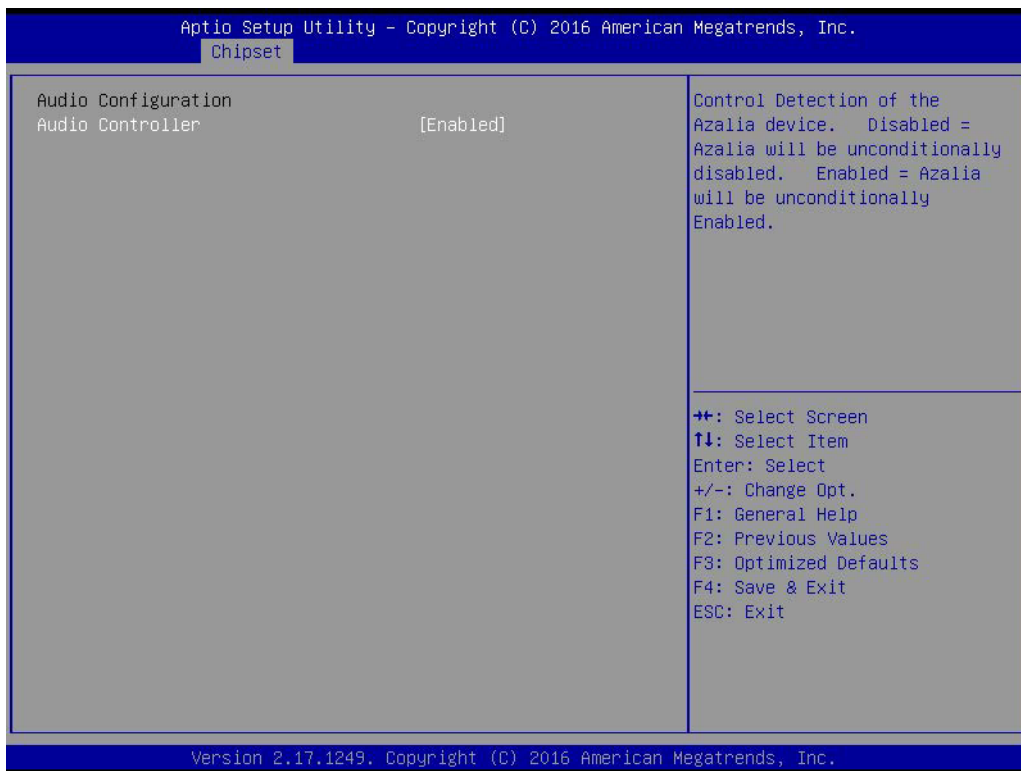 Aptio Setup Utility – Copyright (C) 2016 American Megatrends, Inc.
Chipset
Audio Configuration
Audio Controller [Enabled]
Control Detection of the
Azalia device. Disabled =
Azalia will be unconditionally
disabled. Enabled = Azalia
will be unconditionally
Enabled.
→←: Select Screen
↑↓: Select Item
Enter: Select
+/-: Change Opt.
F1: General Help
F2: Previous Values
F3: Optimized Defaults
F4: Save & Exit
ESC: Exit
Version 2.17.1249. Copyright (C) 2016 American Megatrends, Inc.